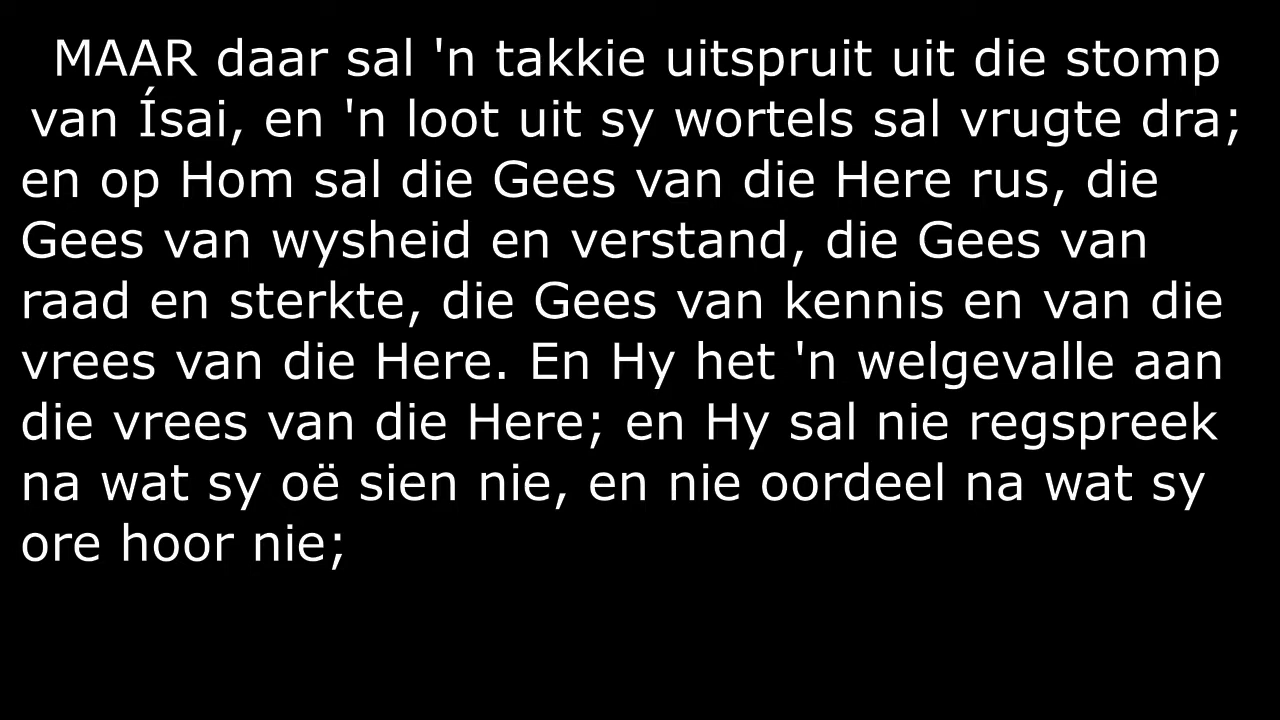 MAAR daar sal 'n takkie uitspruit uit die stomp
van Ísai, en 'n loot uit sy wortels sal vrugte dra;
en op Hom sal die Gees van die Here rus, die
Gees van wysheid en verstand, die Gees van
raad en sterkte, die Gees van kennis en van die
vrees van die Here. En Hy het 'n welgevalle aan
die vrees van die Here; en Hy sal nie regspreek
na wat sy oë sien nie, en nie oordeel na wat sy
ore hoor nie;